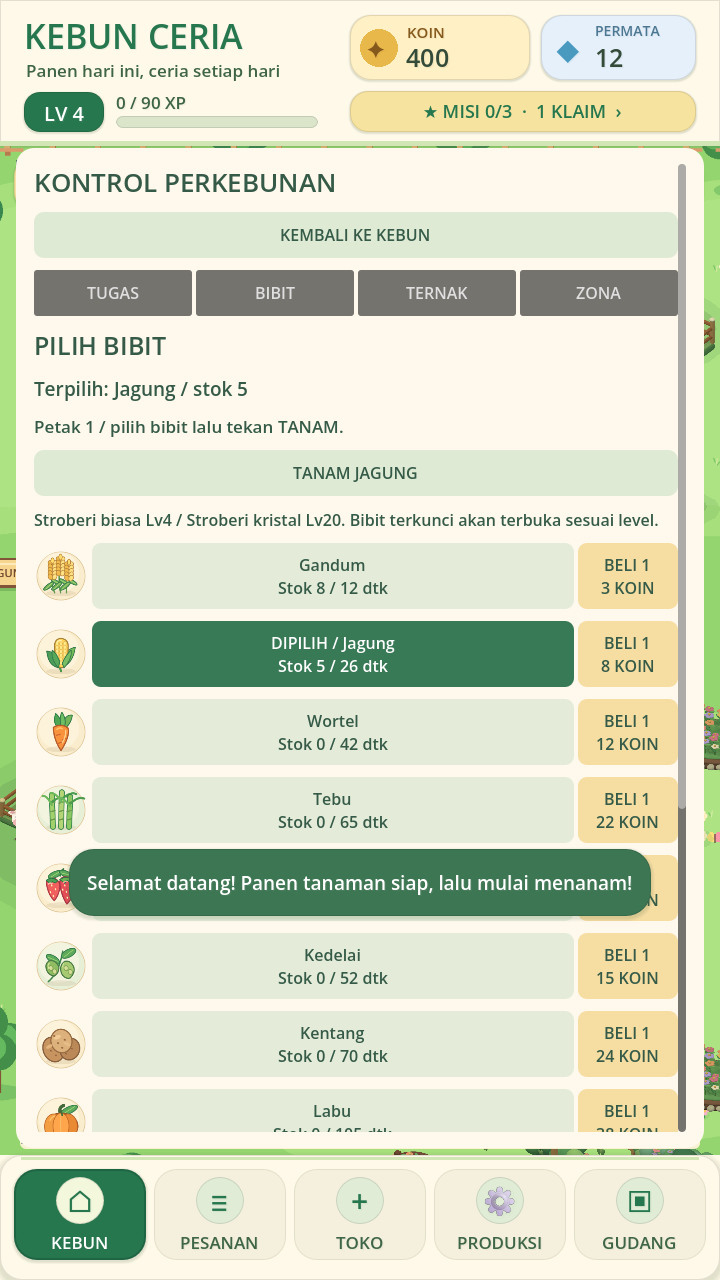 KEBUN CERIA
Panen hari ini, ceria setiap hari
LV 4
0 / 90 XP
KOIN
400
PERMATA
12
★ MISI 0/3 · 1 KLAIM ›
KONTROL PERKEBUNAN
KEMBALI KE KEBUN
TUGAS
BIBIT
TERNAK
ZONA
PILIH BIBIT
Terpilih: Jagung / stok 5
Petak 1 / pilih bibit lalu tekan TANAM.
TANAM JAGUNG
Stroberi biasa Lv4 / Stroberi kristal Lv20. Bibit terkunci akan terbuka sesuai level.
Gandum
Stok 8 / 12 dtk
BELI 1
3 KOIN
DIPILIH / Jagung
Stok 5 / 26 dtk
BELI 1
8 KOIN
Wortel
Stok 0 / 42 dtk
BELI 1
12 KOIN
Tebu
Stok 0 / 65 dtk
BELI 1
22 KOIN
Selamat datang! Panen tanaman siap, lalu mulai menanam!
Kedelai
Stok 0 / 52 dtk
BELI 1
15 KOIN
Kentang
Stok 0 / 70 dtk
BELI 1
24 KOIN
Labu
Stok 0 / 105 dtk
BELI 1
28 KOIN
KEBUN
PESANAN
TOKO
PRODUKSI
GUDANG